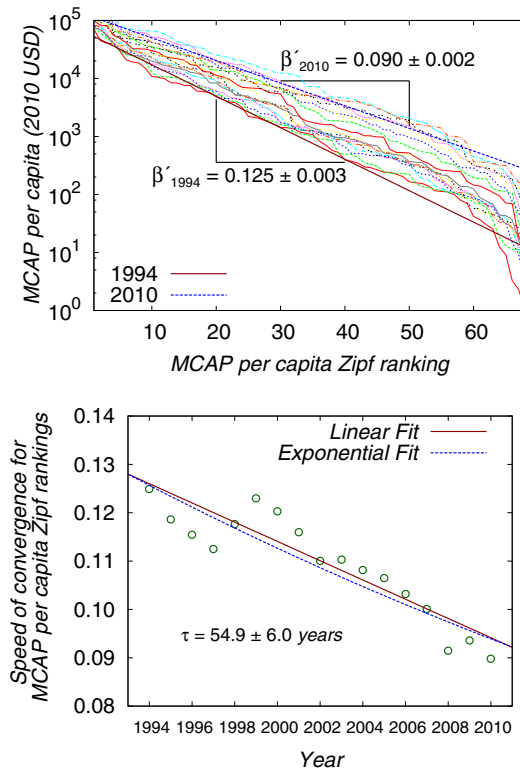 10^5
10^4
10^3
10^2
10^1
10^0
MCAP per capita (2010 USD)
β′2010 = 0.090 ± 0.002
β′1994 = 0.125 ± 0.003
1994
2010
10 20 30 40 50 60
MCAP per capita Zipf ranking
0.14
0.13
0.12
0.11
0.10
0.09
0.08
Speed of convergence for
MCAP per capita Zipf rankings
Linear Fit
Exponential Fit
τ = 54.9 ± 6.0 years
1994 1996 1998 2000 2002 2004 2006 2008 2010
Year